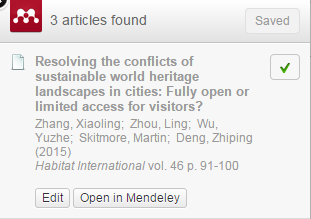 3 articles found
Saved
Resolving the conflicts of
sustainable world heritage
landscapes in cities: Fully open or
limited access for visitors?
Zhang, Xiaoling; Zhou, Ling; Wu,
Yuzhe; Skitmore, Martin; Deng, Zhiping
(2015)
Habitat International vol. 46 p. 91-100
Edit
Open in Mendeley